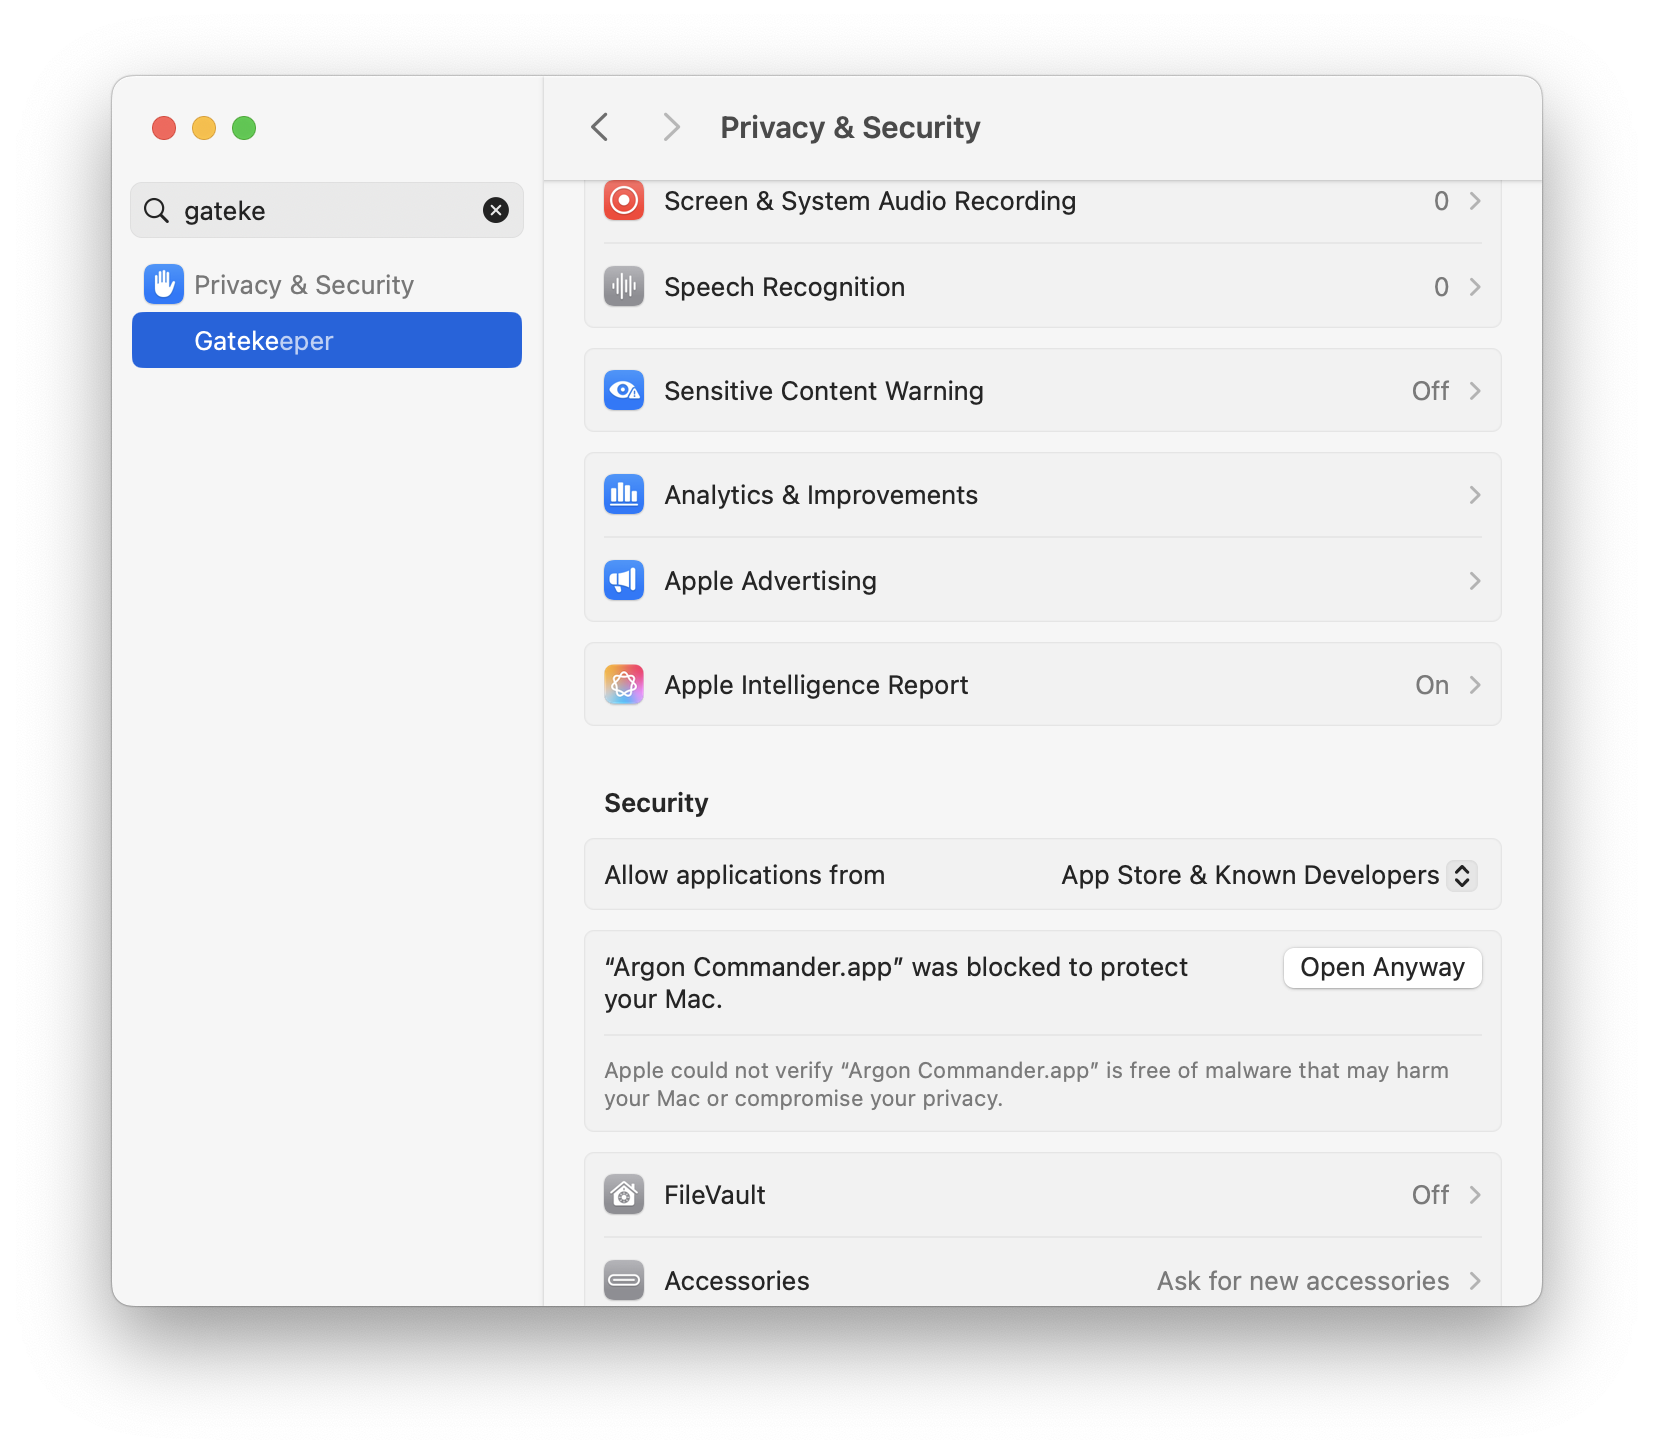 Privacy & Security
gateke
Privacy & Security
Gatekeeper
Screen & System Audio Recording 0
Speech Recognition 0
Sensitive Content Warning Off
Analytics & Improvements
Apple Advertising
Apple Intelligence Report On
Security
Allow applications from App Store & Known Developers
“Argon Commander.app” was blocked to protect
your Mac.
Open Anyway
Apple could not verify “Argon Commander.app” is free of malware that may harm
your Mac or compromise your privacy.
FileVault Off
Accessories Ask for new accessories